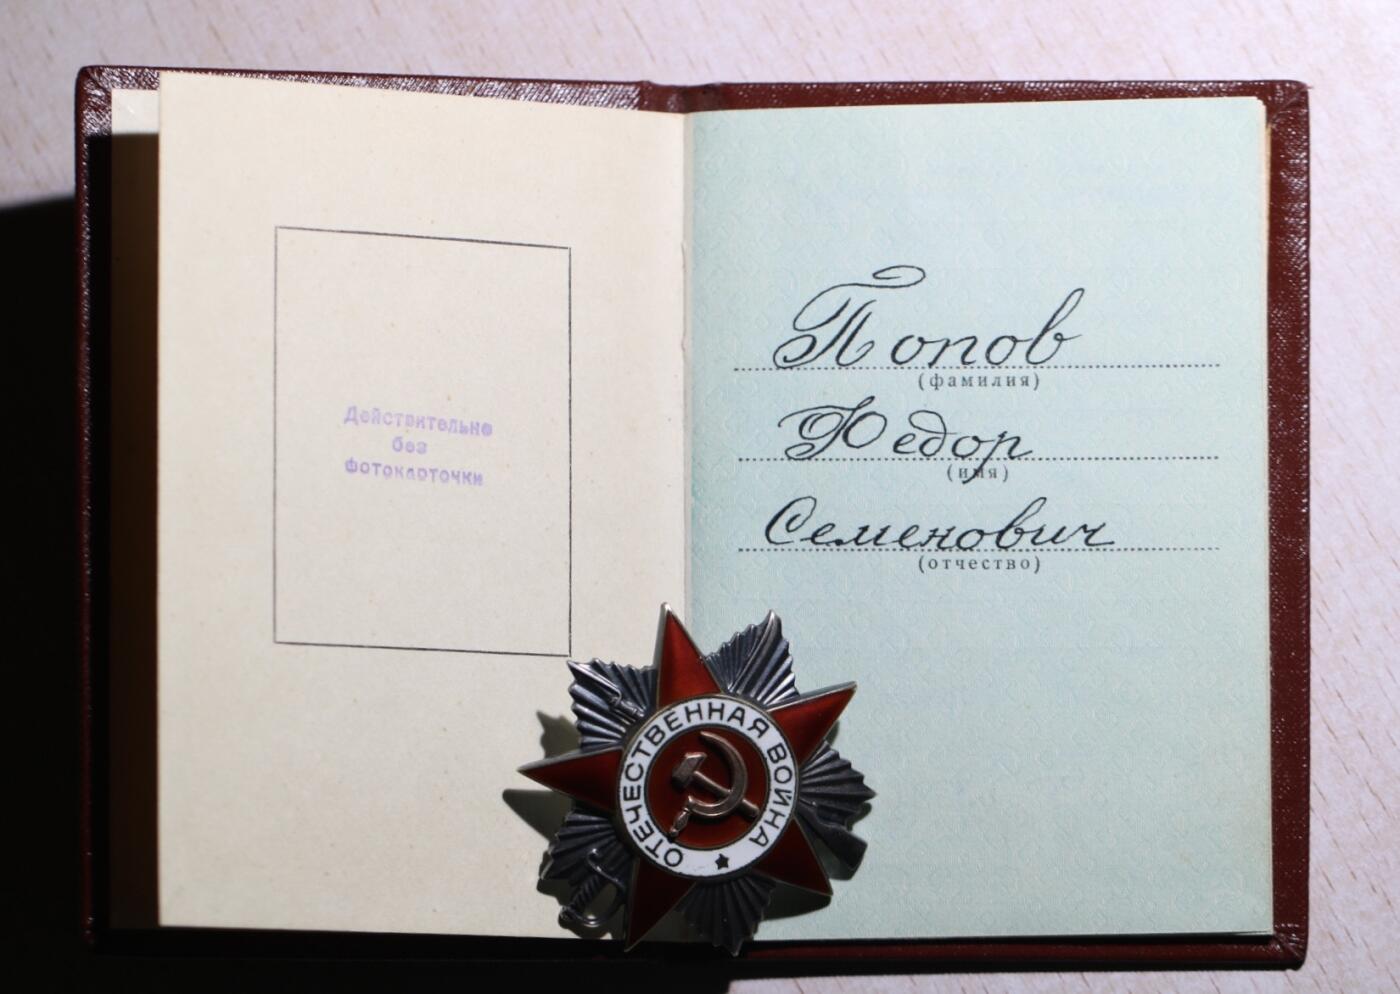 Действительно
без
фотокарточки
Попов
(фамилия)
Федор
(имя)
Семенович
(отчество)
ОТЕЧЕСТВЕННАЯ ВОЙНА